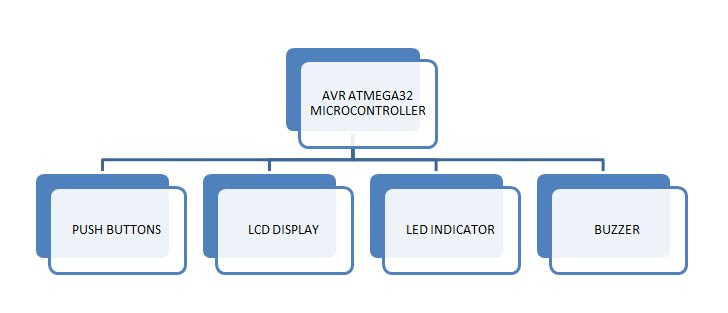 AVR ATMEGA32
MICROCONTROLLER
PUSH BUTTONS
LCD DISPLAY
LED INDICATOR
BUZZER